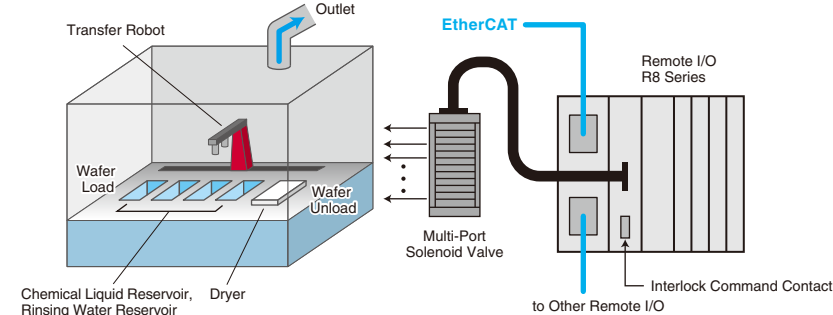 Outlet
Transfer Robot
EtherCAT
Remote I/O
R8 Series
Wafer
Load
Wafer
Unload
Multi-Port
Solenoid Valve
Interlock Command Contact
Chemical Liquid Reservoir,
Rinsing Water Reservoir
Dryer
to Other Remote I/O